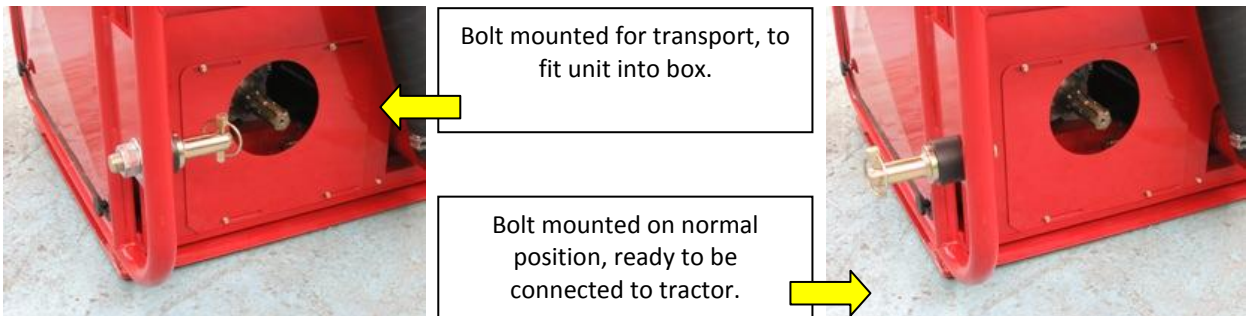 Bolt mounted for transport, to
fit unit into box.
Bolt mounted on normal
position, ready to be
connected to tractor.